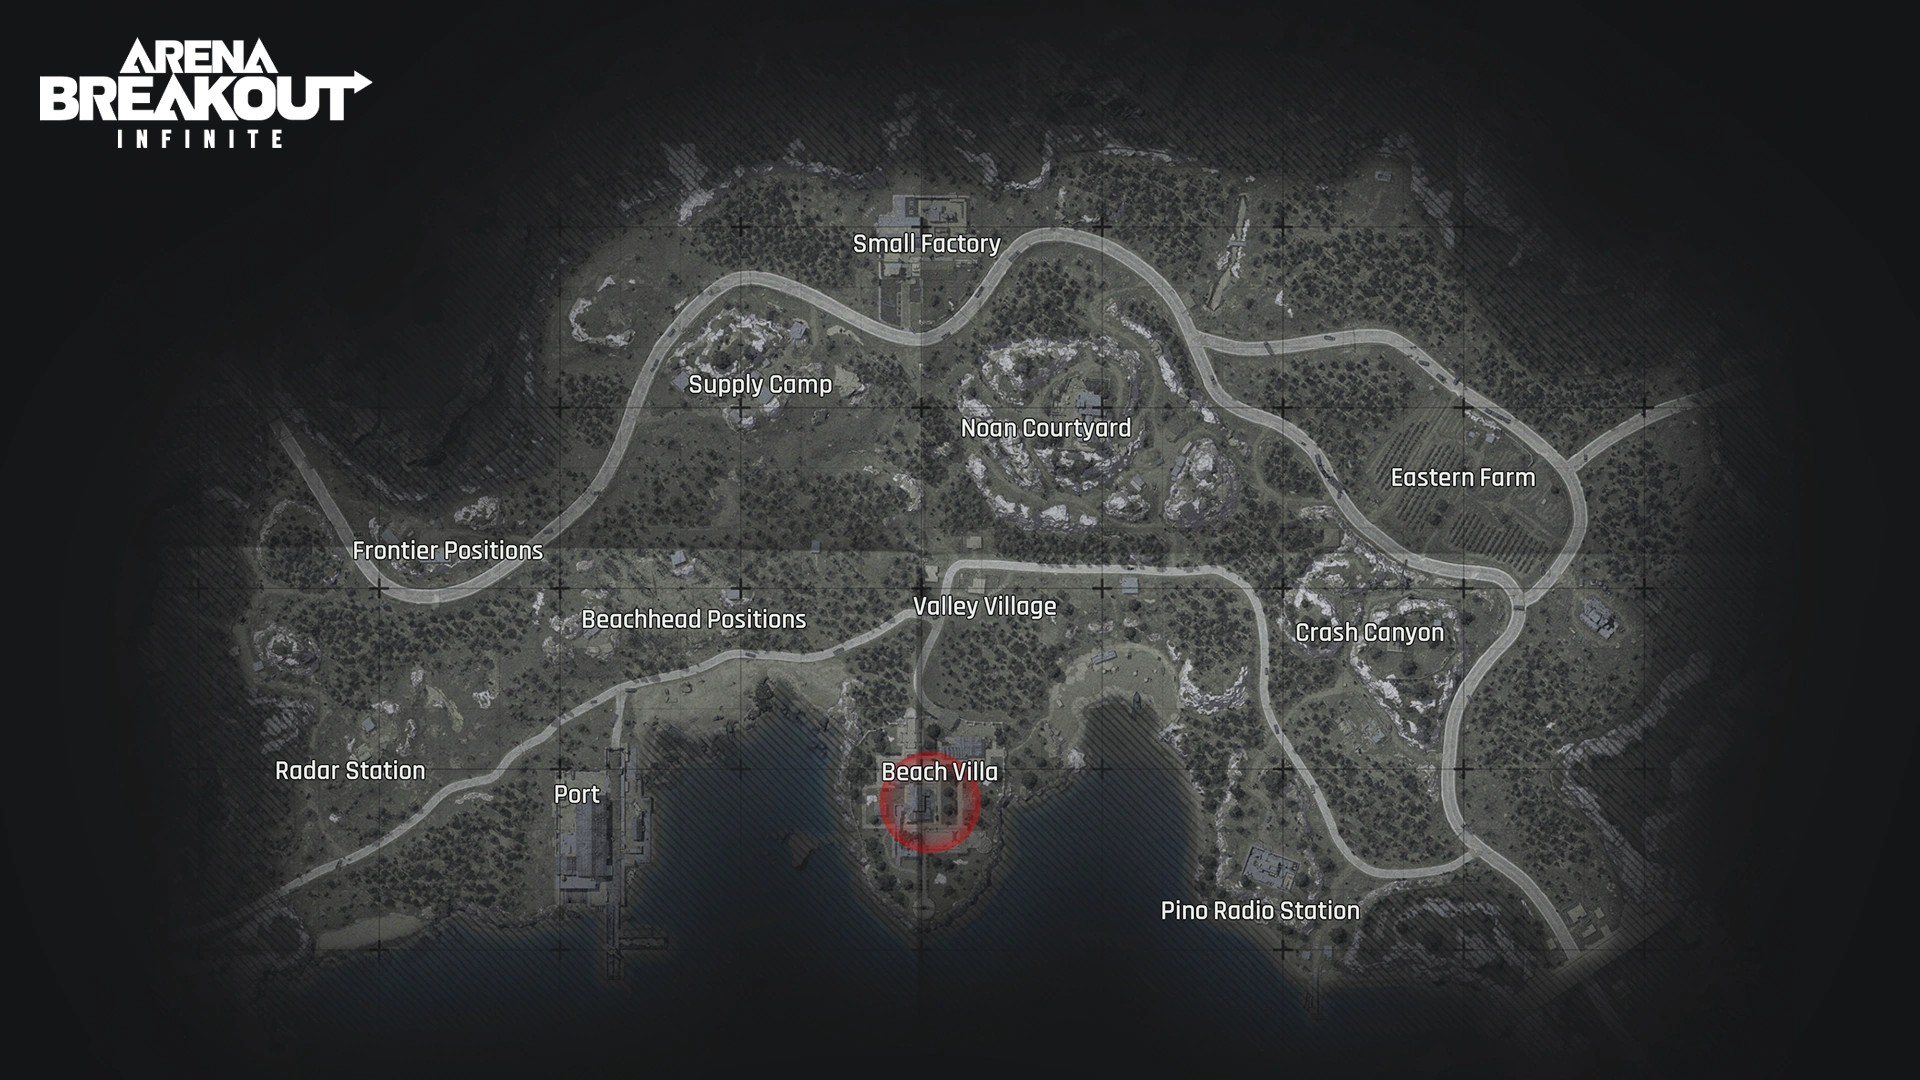 ARENA
BREAKOUT
INFINITE
Small Factory
Supply Camp
Noan Courtyard
Eastern Farm
Frontier Positions
Valley Village
Beachhead Positions
Crash Canyon
Radar Station
Beach Villa
Port
Pino Radio Station